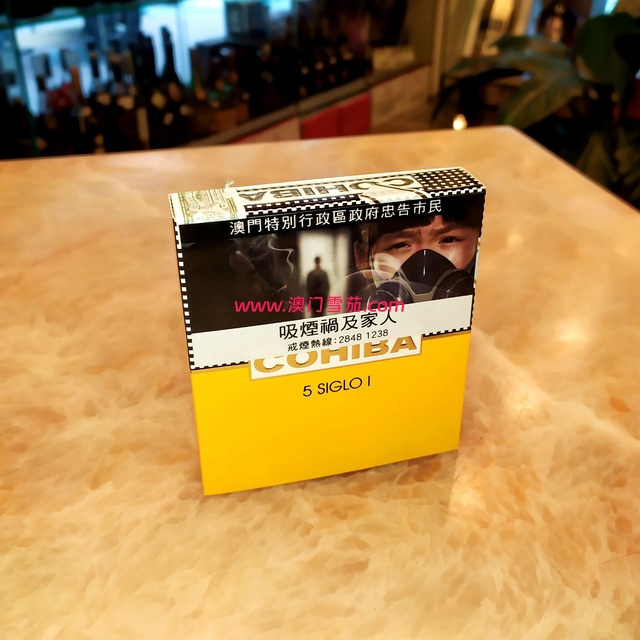 COHIBA
澳門特別行政區政府忠告市民
www.澳门雪茄.com
吸煙禍及家人
戒煙熱線:2848 1238
COHIBA
5 SIGLO I